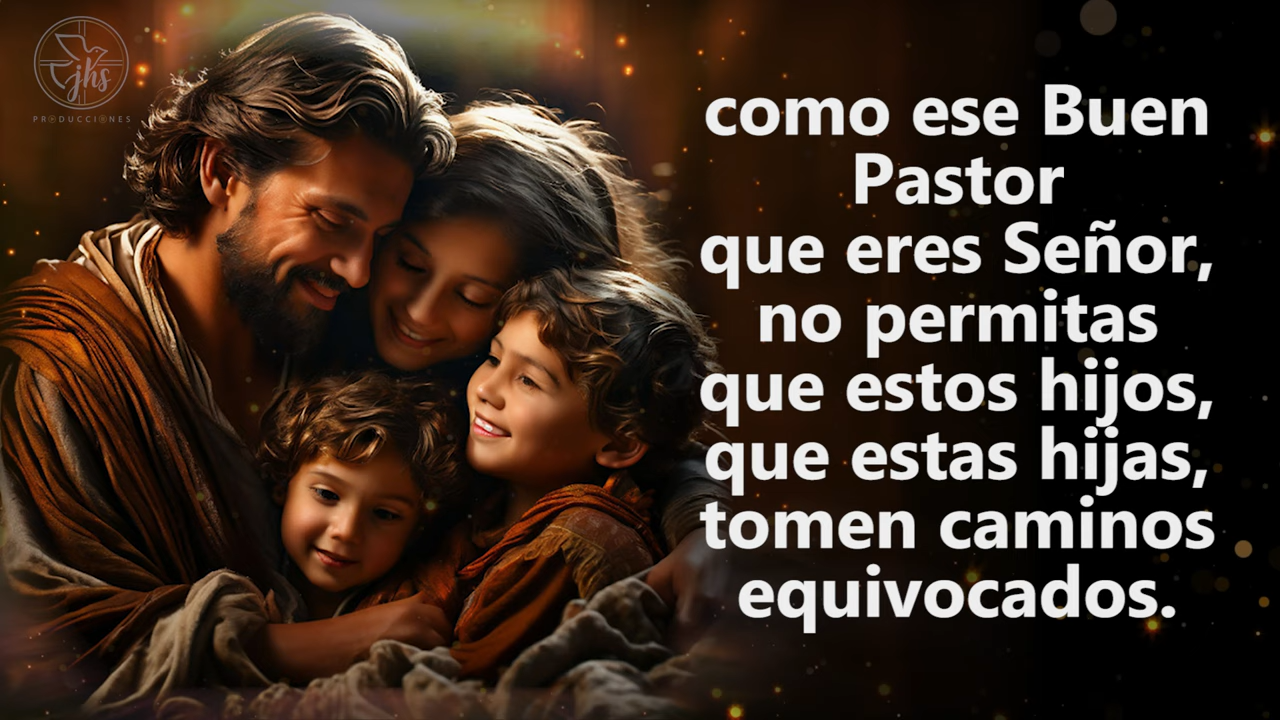 jhs
PRODUCCIONES
como ese Buen
Pastor
que eres Señor,
no permitas
que estos hijos,
que estas hijas,
tomen caminos
equivocados.